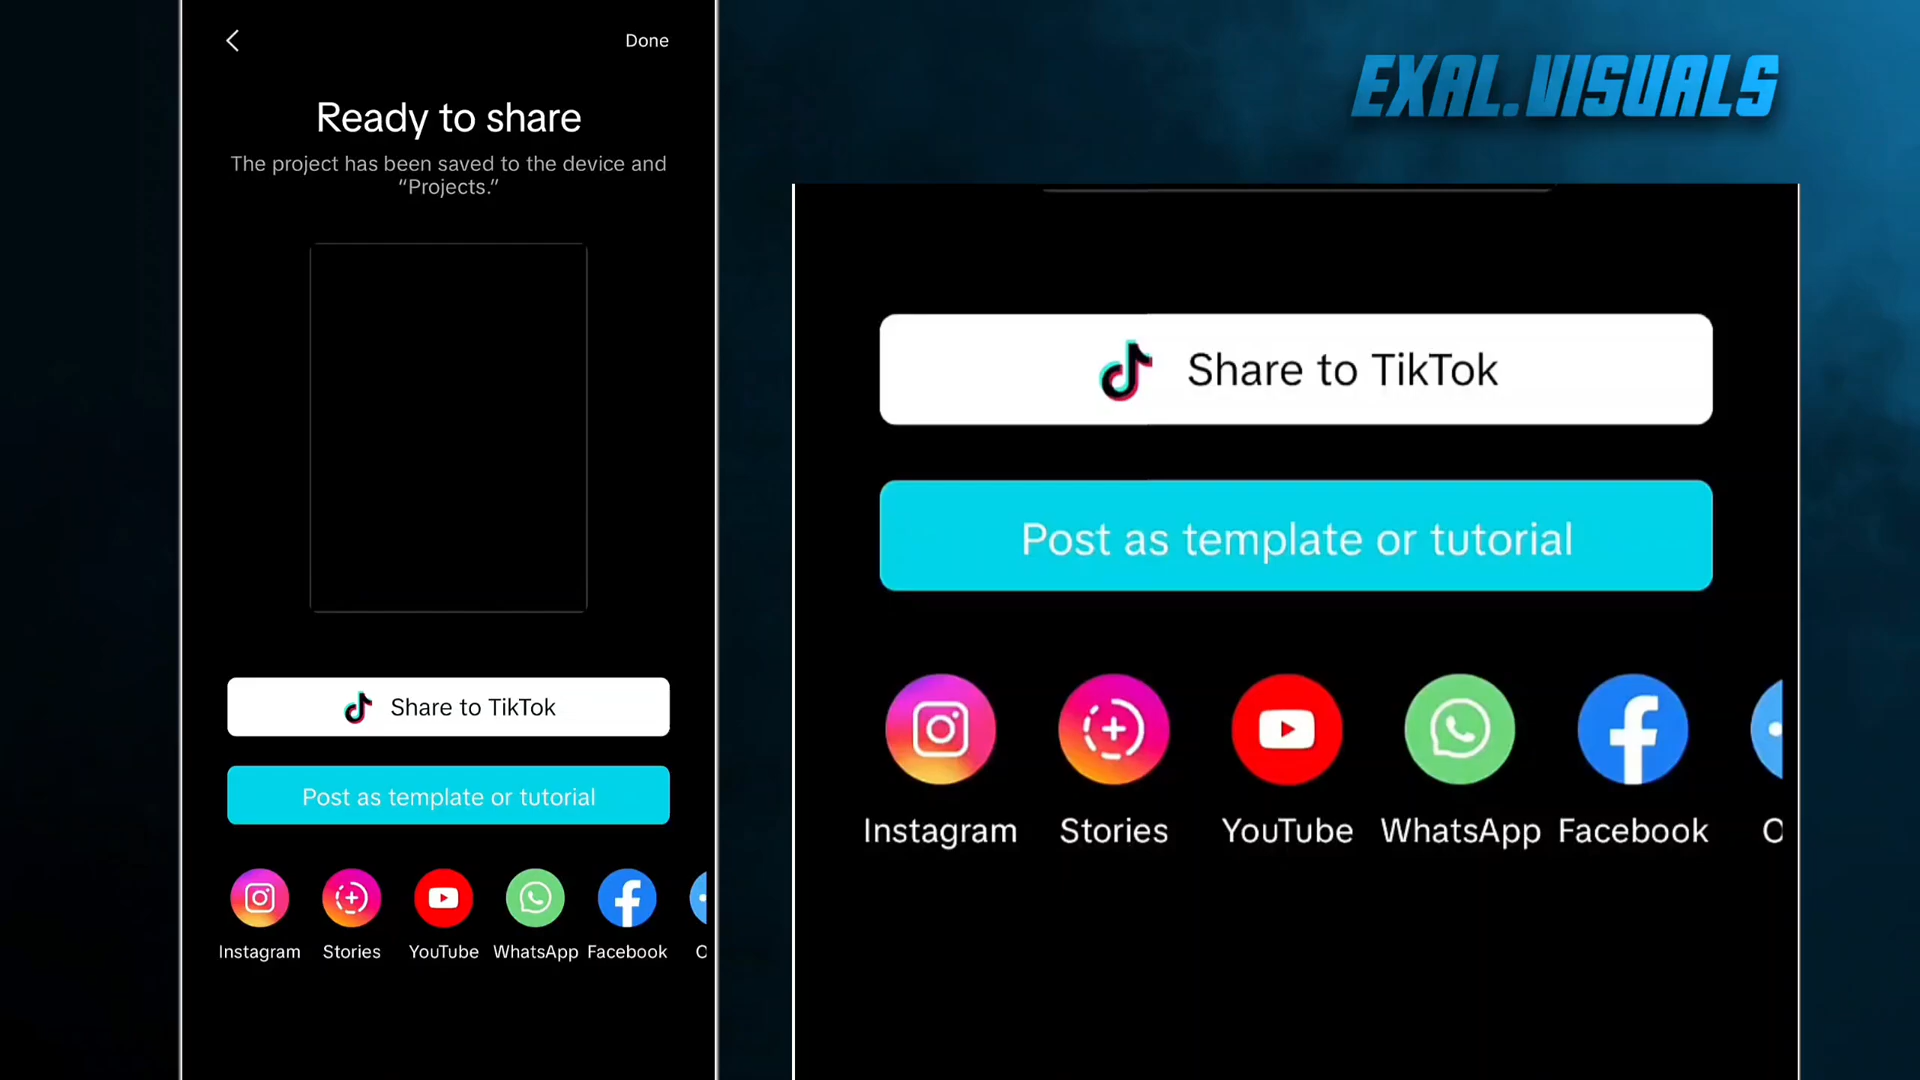 Done
Ready to share
The project has been saved to the device and
“Projects.”
Share to TikTok
Post as template or tutorial
Instagram Stories YouTube WhatsApp Facebook
EXAL.VISUALS
Share to TikTok
Post as template or tutorial
Instagram Stories YouTube WhatsApp Facebook